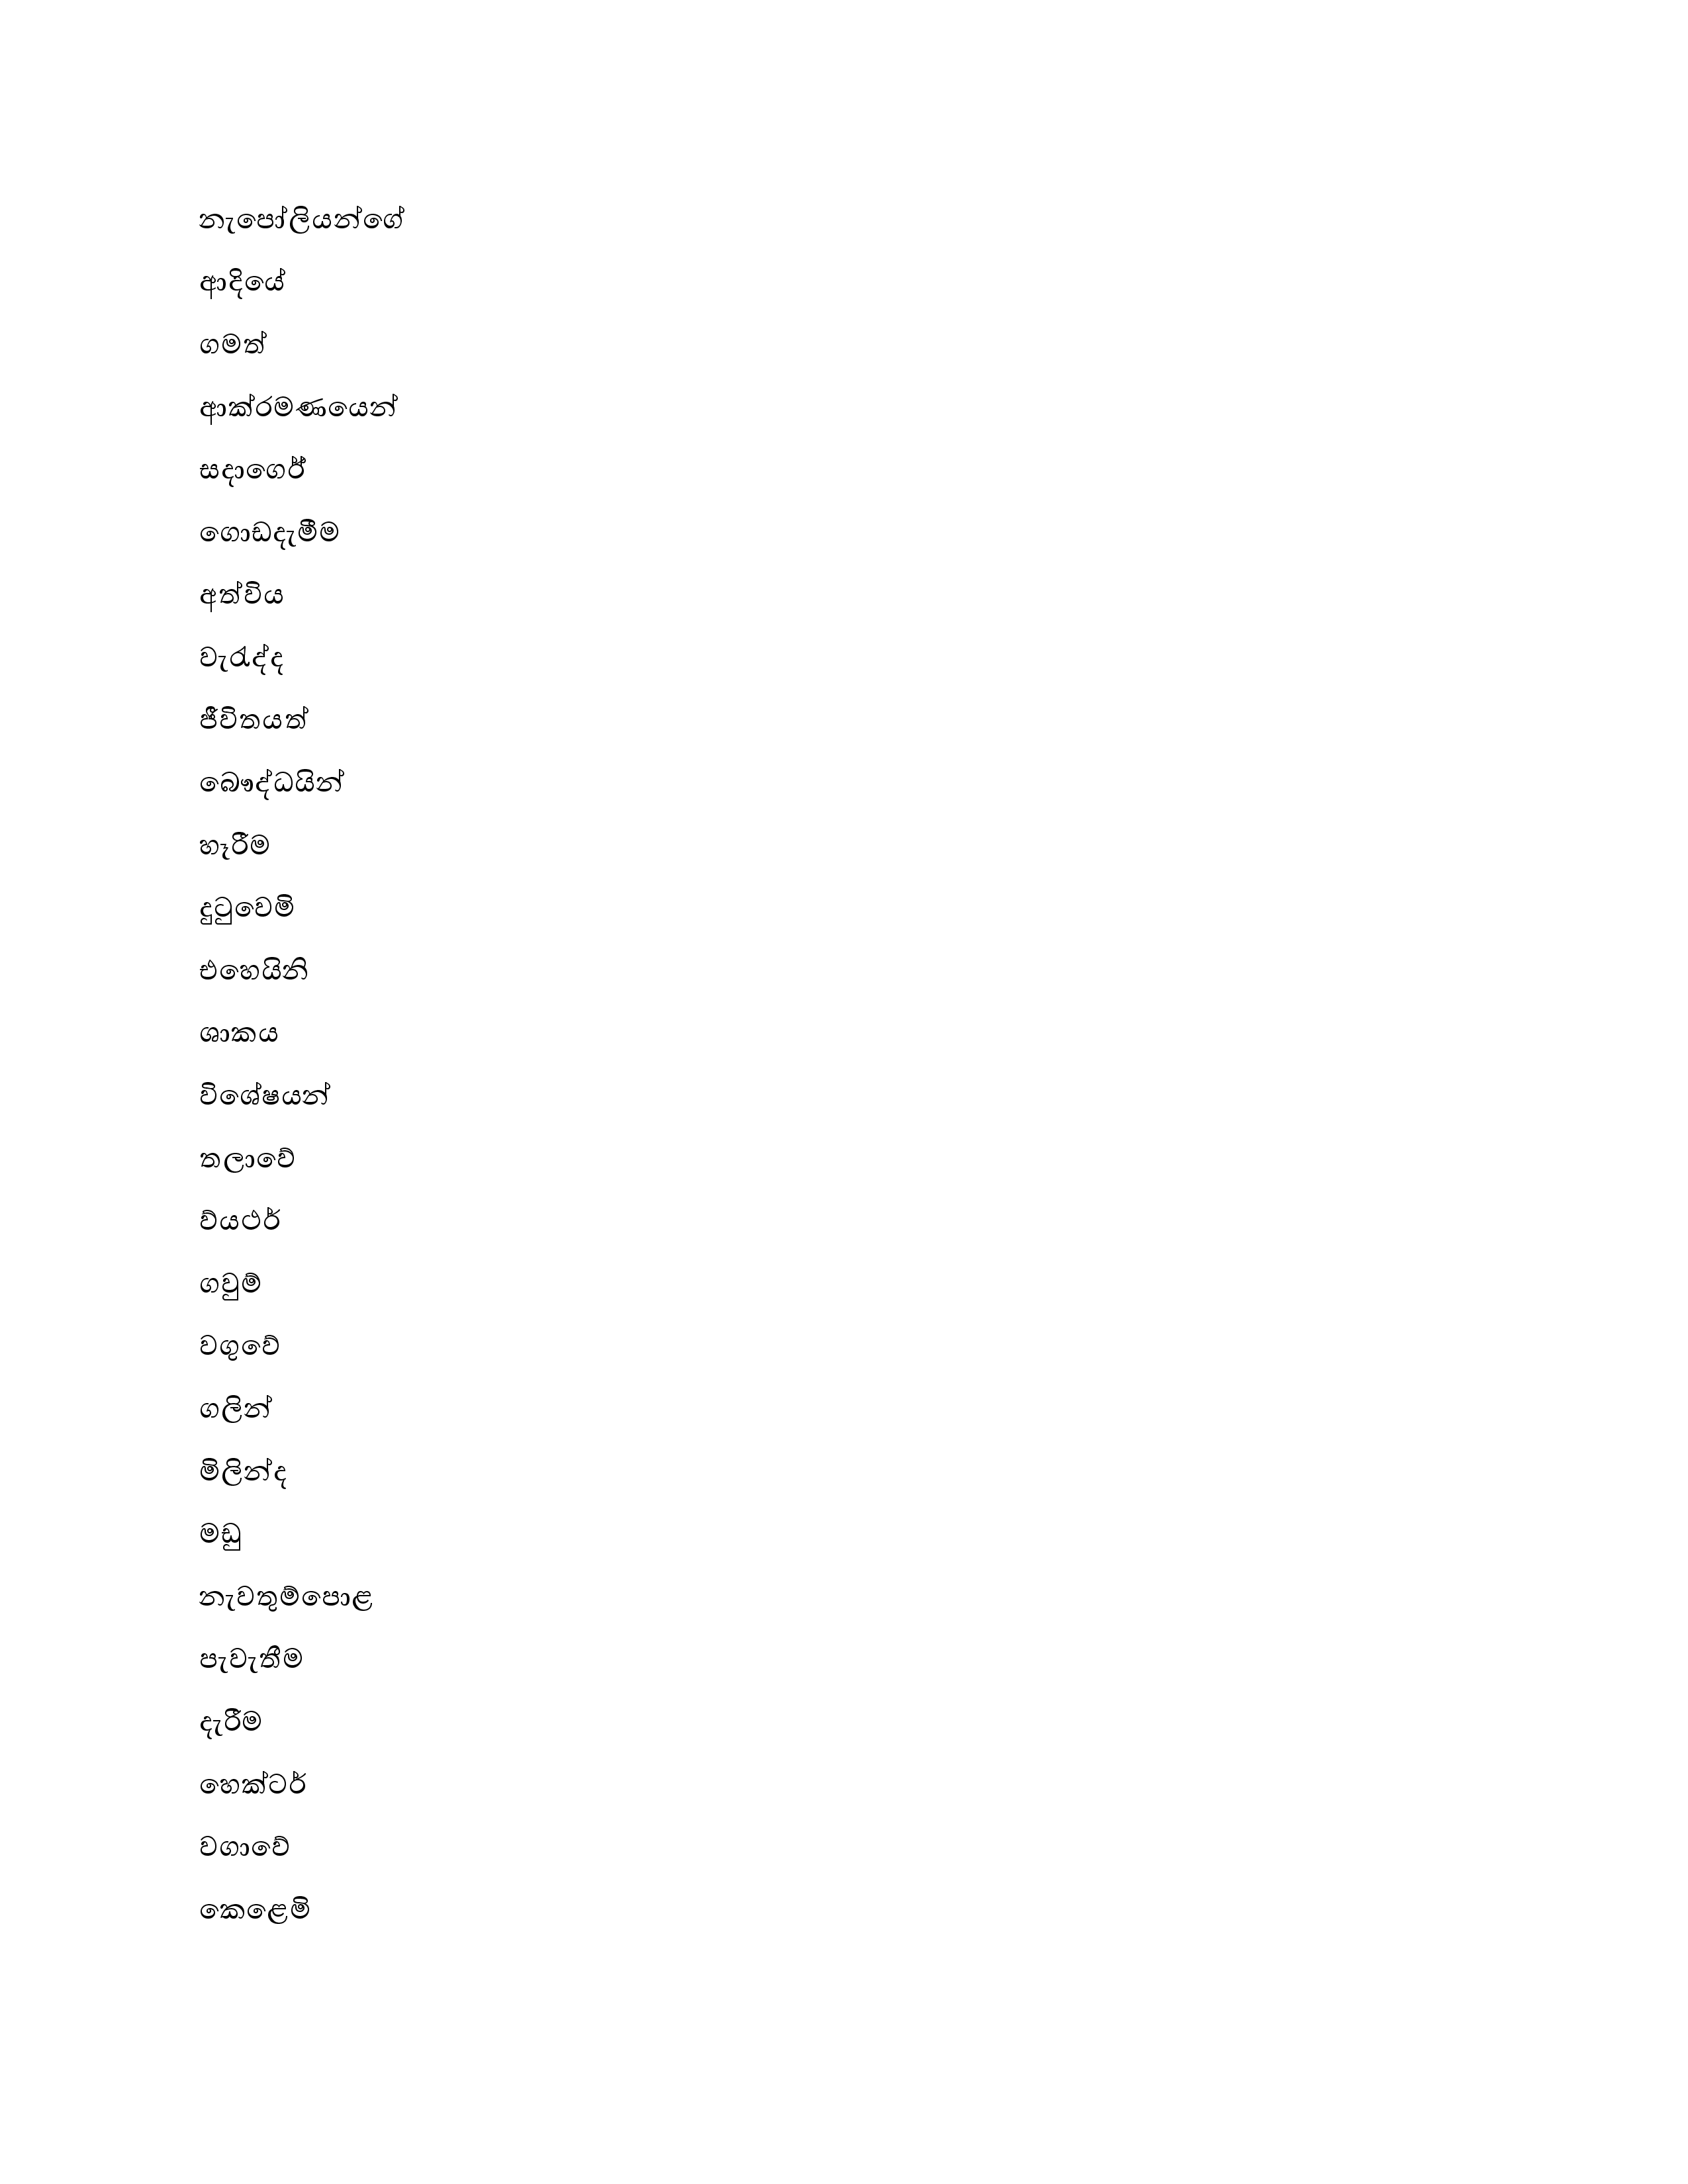 නැපෝලියන්ගේ
ආදියේ
ගමත්
ආක්රමණයෙන්
සදාගෙර්
ගොඩදැමීම
අත්විය
වැරැද්ද
ජීවිතයත්
බෞද්ධයින්
හෑරීම
දුටුවෙමි
එහෙයිනි
ශාකය
විශේෂයන්
තලාවේ
ව්යර්ථ
ගවුම්
වගුවේ
ගලින්
මිලින්ද
මඩු
නැවතුම්පොළ
පැවැතීම
දැරීම
හෙක්ටර්
වගාවේ
කෙළෙමි